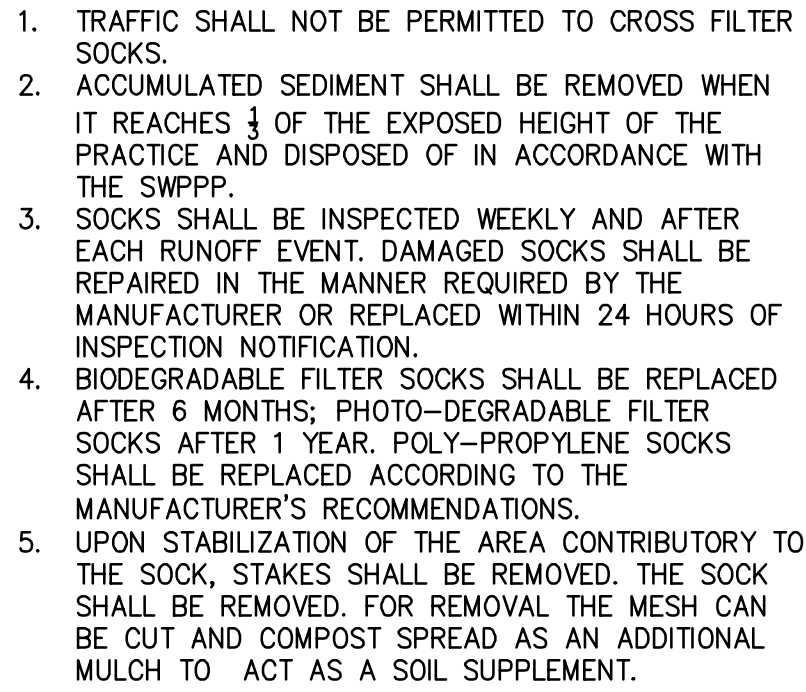 1. TRAFFIC SHALL NOT BE PERMITTED TO CROSS FILTER
SOCKS.
2. ACCUMULATED SEDIMENT SHALL BE REMOVED WHEN
IT REACHES 1/3 OF THE EXPOSED HEIGHT OF THE
PRACTICE AND DISPOSED OF IN ACCORDANCE WITH
THE SWPPP.
3. SOCKS SHALL BE INSPECTED WEEKLY AND AFTER
EACH RUNOFF EVENT. DAMAGED SOCKS SHALL BE
REPAIRED IN THE MANNER REQUIRED BY THE
MANUFACTURER OR REPLACED WITHIN 24 HOURS OF
INSPECTION NOTIFICATION.
4. BIODEGRADABLE FILTER SOCKS SHALL BE REPLACED
AFTER 6 MONTHS; PHOTO-DEGRADABLE FILTER
SOCKS AFTER 1 YEAR. POLY-PROPYLENE SOCKS
SHALL BE REPLACED ACCORDING TO THE
MANUFACTURER'S RECOMMENDATIONS.
5. UPON STABILIZATION OF THE AREA CONTRIBUTORY TO
THE SOCK, STAKES SHALL BE REMOVED. THE SOCK
SHALL BE REMOVED. FOR REMOVAL THE MESH CAN
BE CUT AND COMPOST SPREAD AS AN ADDITIONAL
MULCH TO  ACT AS A SOIL SUPPLEMENT.